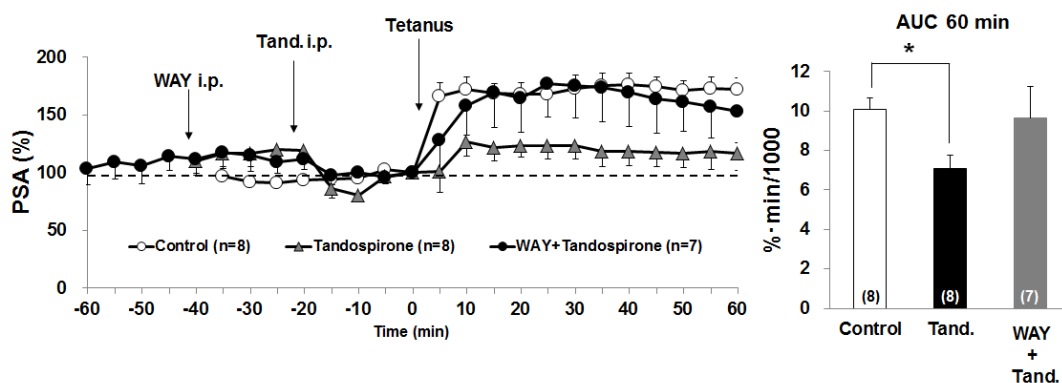 Tetanus
Tand. i.p.
WAY i.p.
200
150
100
50
0
PSA (%)
Control (n=8)
Tandospirone (n=8)
WAY+Tandospirone (n=7)
-60 -50 -40 -30 -20 -10 0 10 20 30 40 50 60
Time (min)
AUC 60 min
*
12
10
8
6
4
2
0
%·min/1000
(8) (8) (7)
Control Tand. WAY
+
Tand.